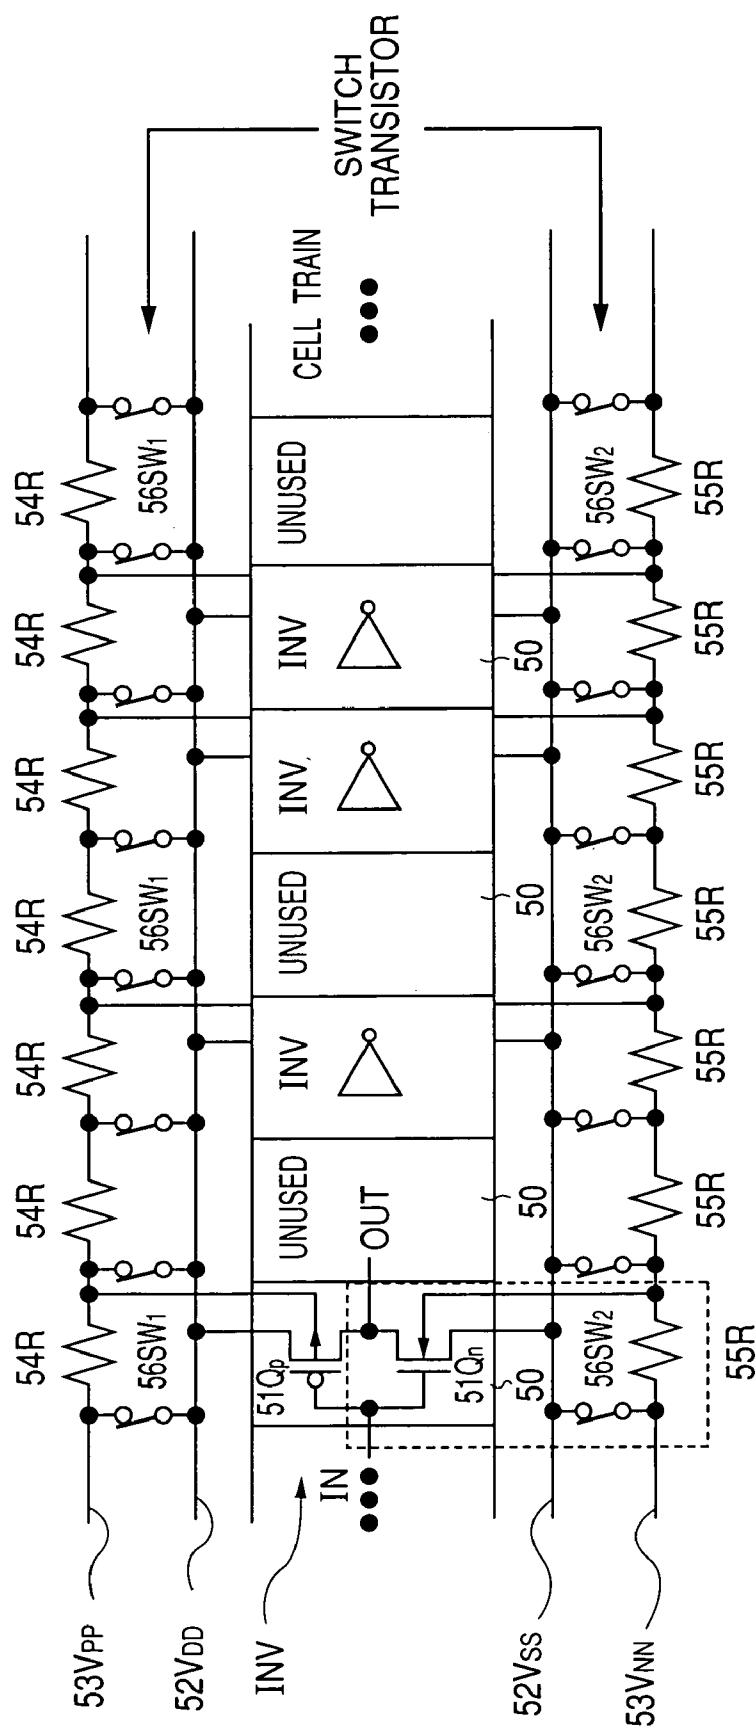 54R 54R 54R 54R 54R 54R 54R
53VPP
56SW1 56SW1 56SW1
52VDD
SWITCH
TRANSISTOR
INV
51Qp UNUSED INV UNUSED INV INV UNUSED CELL TRAIN
IN OUT
51Qn
50 50 50 50
52VSS
56SW2 56SW2 56SW2
53VNN
55R 55R 55R 55R 55R 55R 55R